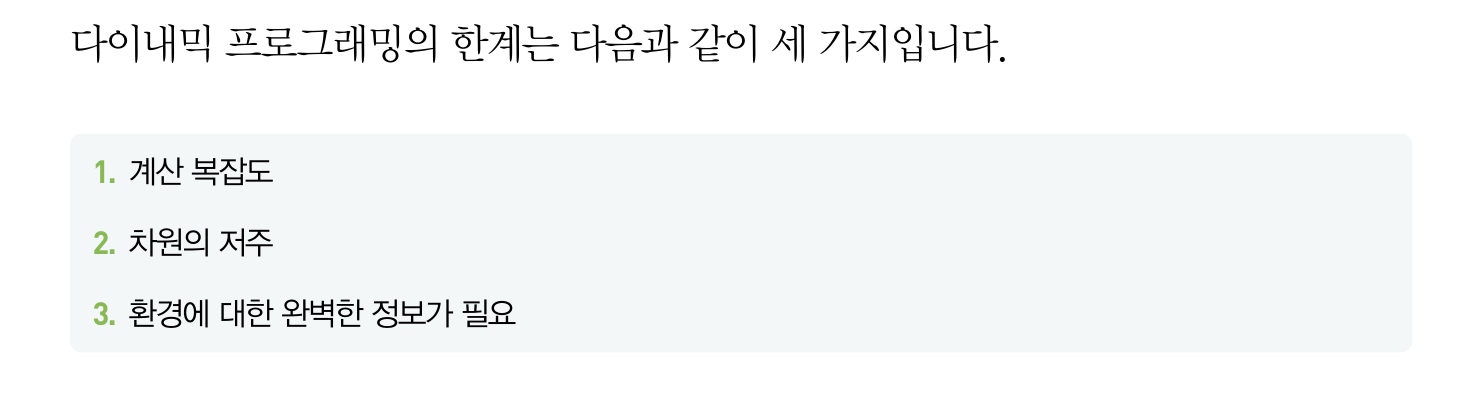 다이내믹 프로그래밍의 한계는 다음과 같이 세 가지입니다.
1. 계산 복잡도
2. 차원의 저주
3. 환경에 대한 완벽한 정보가 필요